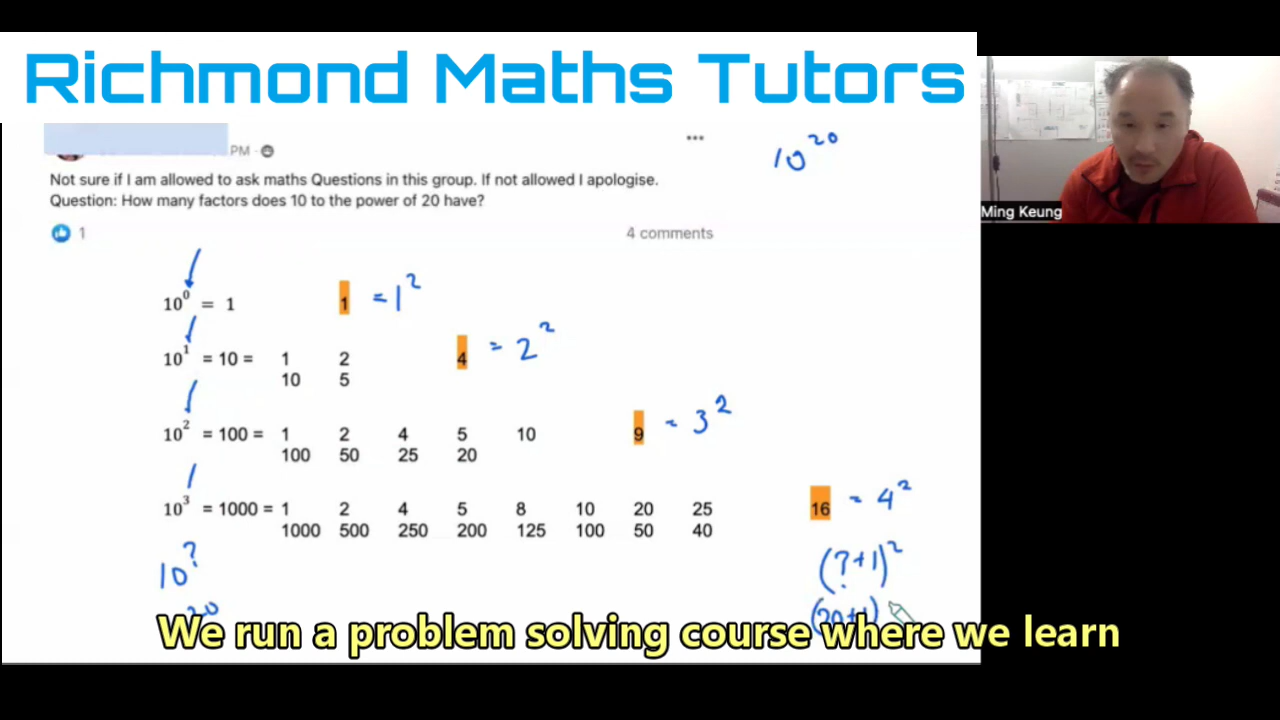 Richmond Maths Tutors
PM ·
...
10^20
Not sure if I am allowed to ask maths Questions in this group. If not allowed I apologise.
Question: How many factors does 10 to the power of 20 have?
Ming Keung
1
4 comments
10^0 = 1 1 = 1^2
10^1 = 10 = 1 2 4 = 2^2
10 5
10^2 = 100 = 1 2 4 5 10 9 = 3^2
100 50 25 20
10^3 = 1000 = 1 2 4 5 8 10 20 25 16 = 4^2
1000 500 250 200 125 100 50 40
10^? (?+1)^2
20 (20+1)
We run a problem solving course where we learn